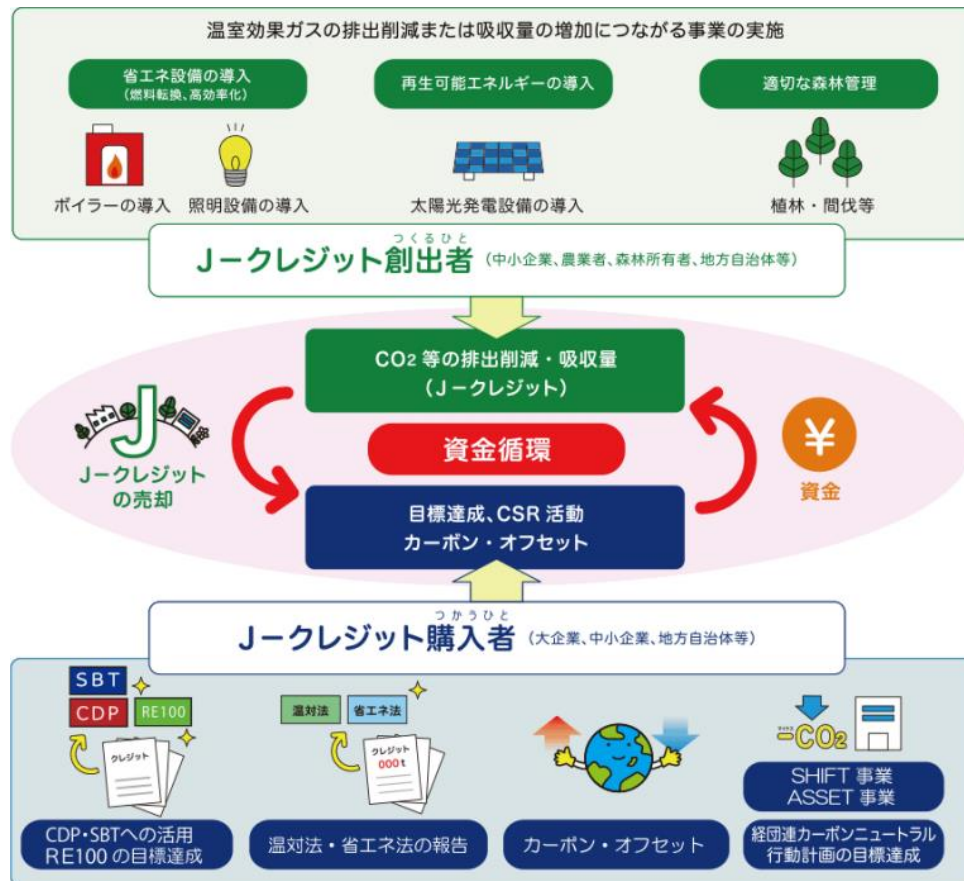 温室効果ガスの排出削減または吸収量の増加につながる事業の実施
省エネ設備の導入
(燃料転換、高効率化)
再生可能エネルギーの導入
適切な森林管理
ボイラーの導入
照明設備の導入
太陽光発電設備の導入
植林・間伐等
つくるひと
Jークレジット創出者(中小企業、農業者、森林所有者、地方自治体等)
CO2 等の排出削減・吸収量
(Jークレジット)
J
Jークレジット
の売却
資金循環
¥
資金
目標達成、CSR 活動
カーボン・オフセット
つかうひと
Jークレジット購入者(大企業、中小企業、地方自治体等)
SBT
CDP
RE100
クレジット
CDP・SBTへの活用
RE100 の目標達成
温対法
省エネ法
クレジット
000t
温対法・省エネ法の報告
カーボン・オフセット
マイナス
-CO2
SHIFT 事業
ASSET 事業
経団連カーボンニュートラル
行動計画の目標達成